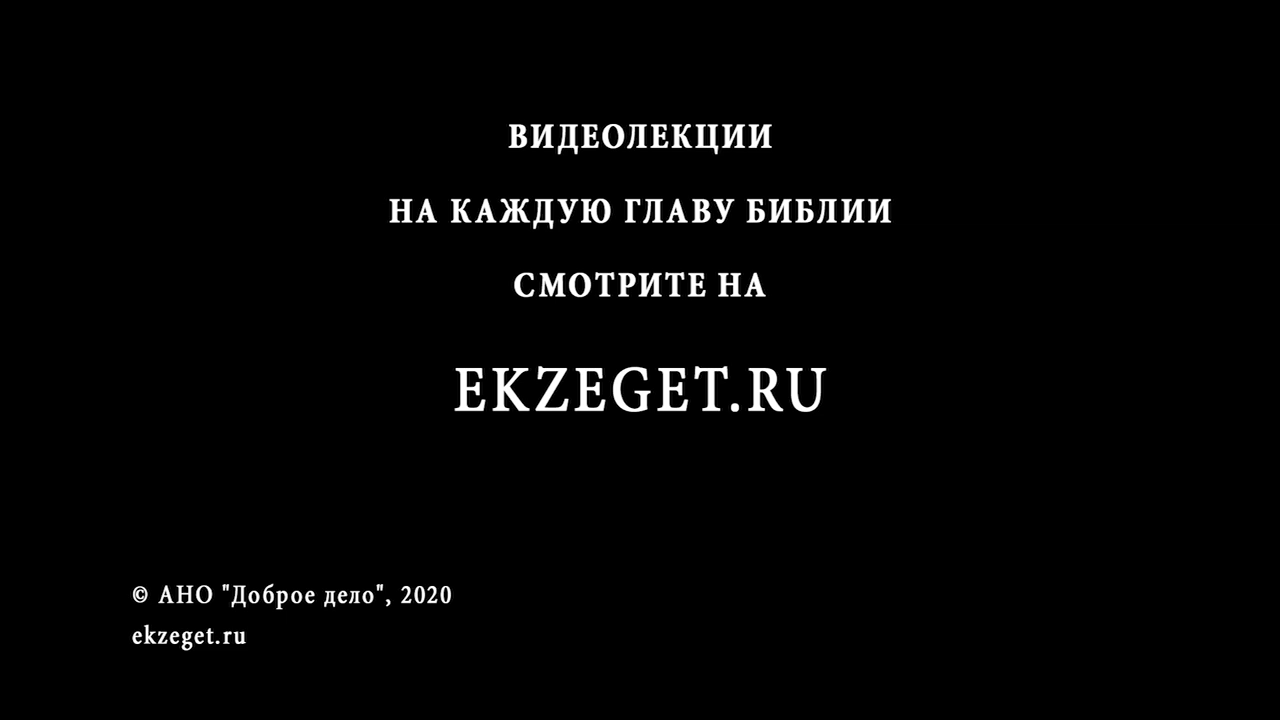 ВИДЕОЛЕКЦИИ
НА КАЖДУЮ ГЛАВУ БИБЛИИ
СМОТРИТЕ НА
EKZEGET.RU
© АНО "Доброе дело", 2020
ekzeget.ru